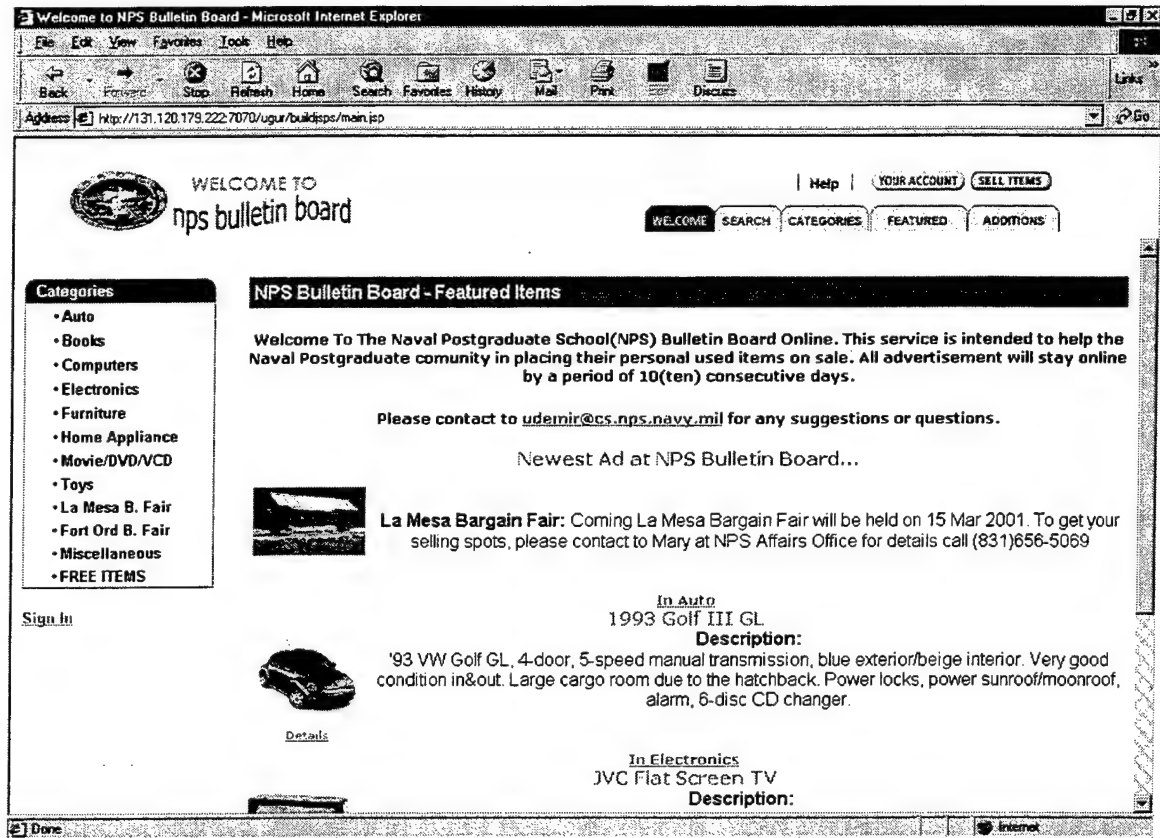 Welcome to NPS Bulletin Board - Microsoft Internet Explorer
File Edit View Favorites Tools Help
Back Forward Stop Refresh Home Search Favorites History Mail Print Discuss Links
Address http://131.120.179.222:7070/ugur/buildjsps/main.jsp Go
WELCOME TO
nps bulletin board
| Help | YOUR ACCOUNT SELL ITEMS
WELCOME SEARCH CATEGORIES FEATURED ADDITIONS
Categories
• Auto
• Books
• Computers
• Electronics
• Furniture
• Home Appliance
• Movie/DVD/VCD
• Toys
• La Mesa B. Fair
• Fort Ord B. Fair
• Miscellaneous
• FREE ITEMS
Sign In
NPS Bulletin Board - Featured Items
Welcome To The Naval Postgraduate School(NPS) Bulletin Board Online. This service is intended to help the
Naval Postgraduate comunity in placing their personal used items on sale. All advertisement will stay online
by a period of 10(ten) consecutive days.
Please contact to udemir@cs.nps.navy.mil for any suggestions or questions.
Newest Ad at NPS Bulletin Board...
La Mesa Bargain Fair: Coming La Mesa Bargain Fair will be held on 15 Mar 2001. To get your
selling spots, please contact to Mary at NPS Affairs Office for details call (831)656-5069
In Auto
1993 Golf III GL
Description:
'93 VW Golf GL, 4-door, 5-speed manual transmission, blue exterior/beige interior. Very good
condition in&out. Large cargo room due to the hatchback. Power locks, power sunroof/moonroof,
alarm, 6-disc CD changer.
Details
In Electronics
JVC Flat Screen TV
Description:
Done Internet